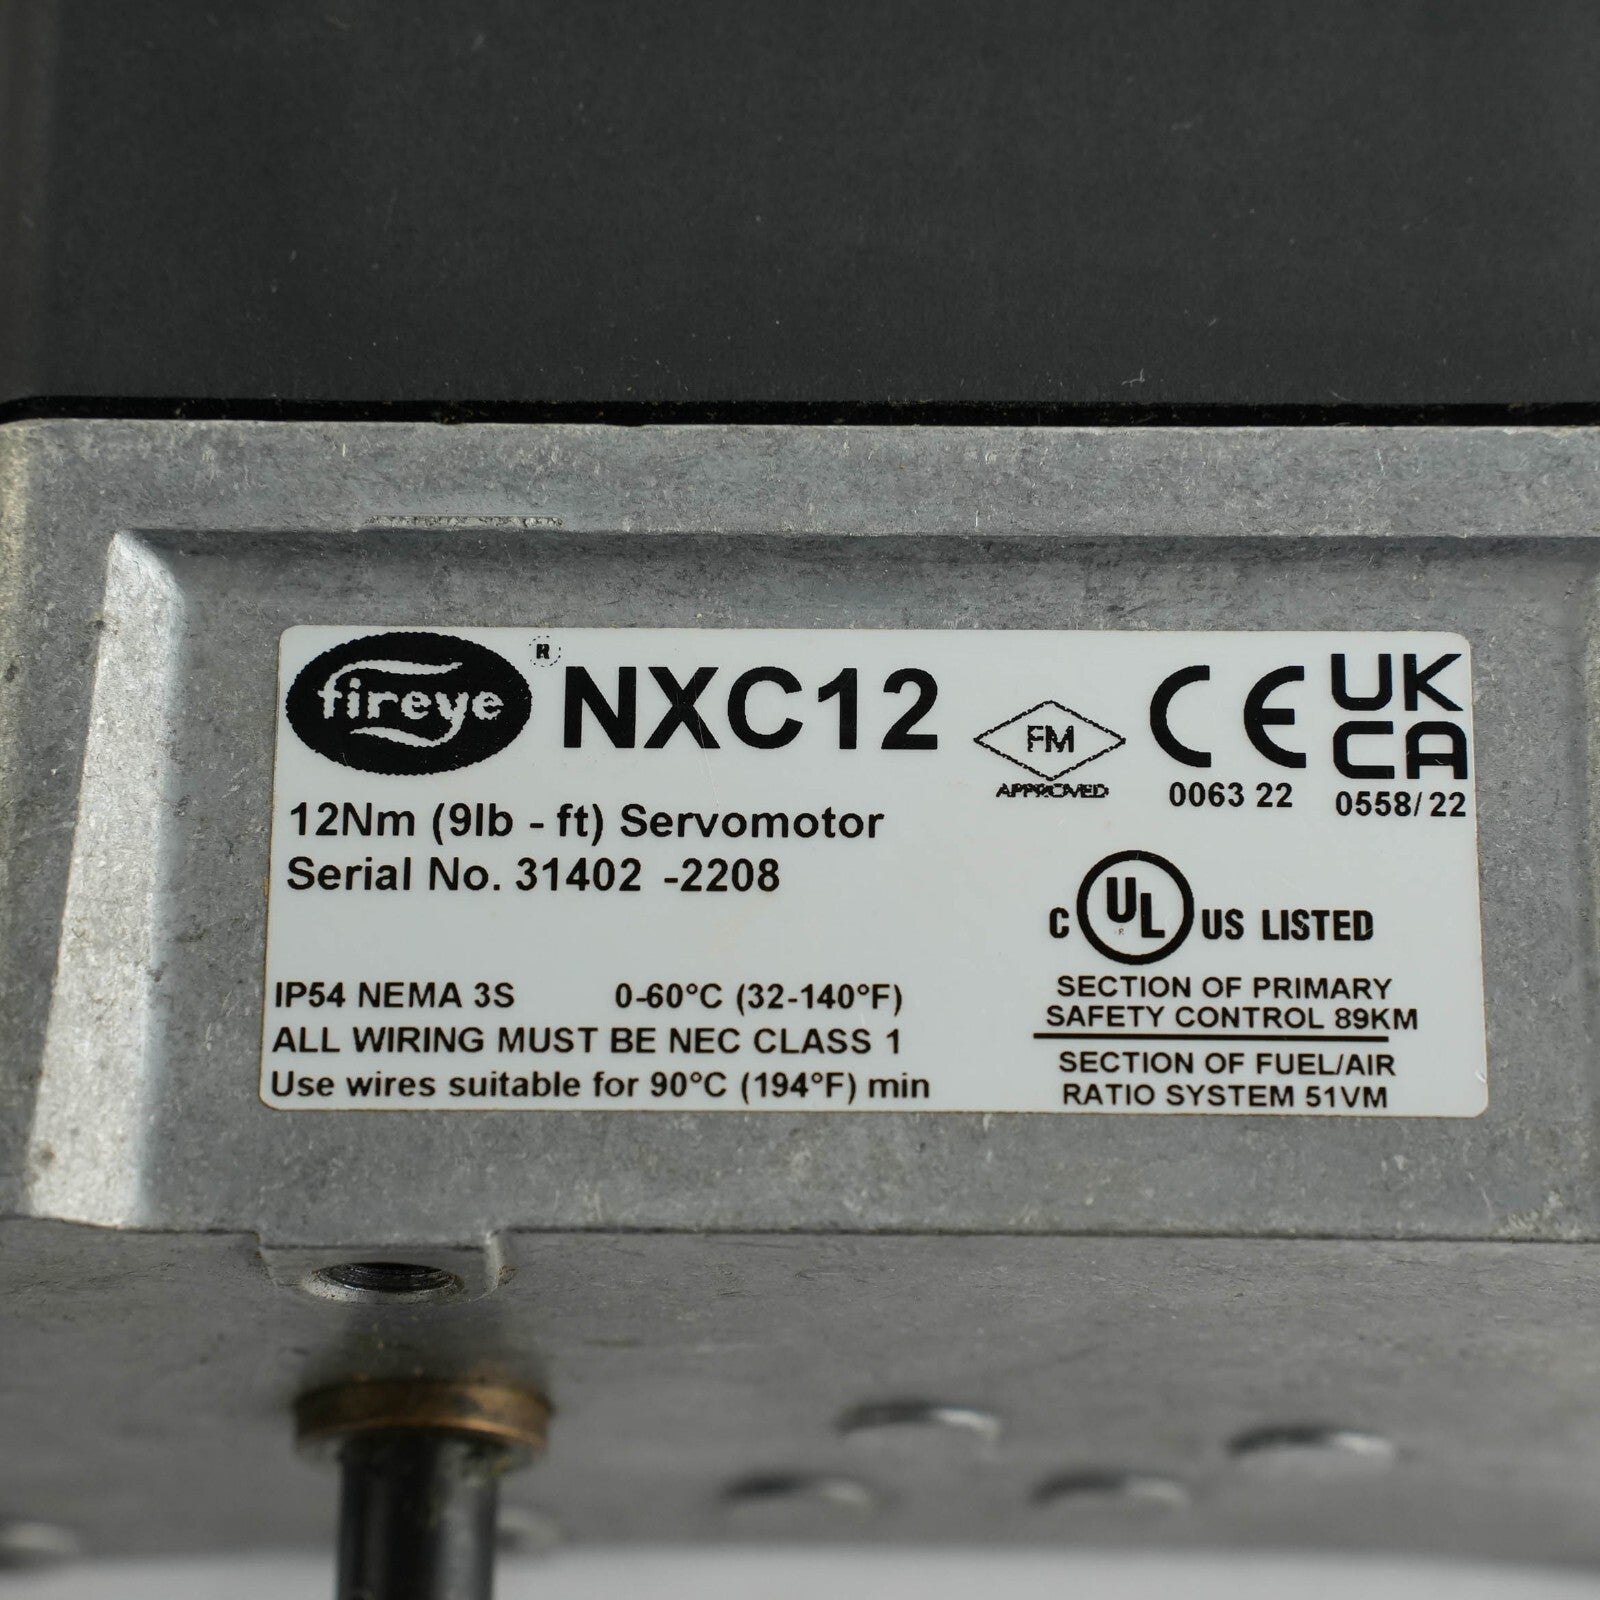 fireye ® NXC12
FM
APPROVED
CE
0063 22
UK
CA
0558/22
12Nm (9lb - ft) Servomotor
Serial No. 31402 -2208
C UL US LISTED
R
SECTION OF PRIMARY
SAFETY CONTROL 89KM
SECTION OF FUEL/AIR
RATIO SYSTEM 51VM
IP54 NEMA 3S 0-60°C (32-140°F)
ALL WIRING MUST BE NEC CLASS 1
Use wires suitable for 90°C (194°F) min